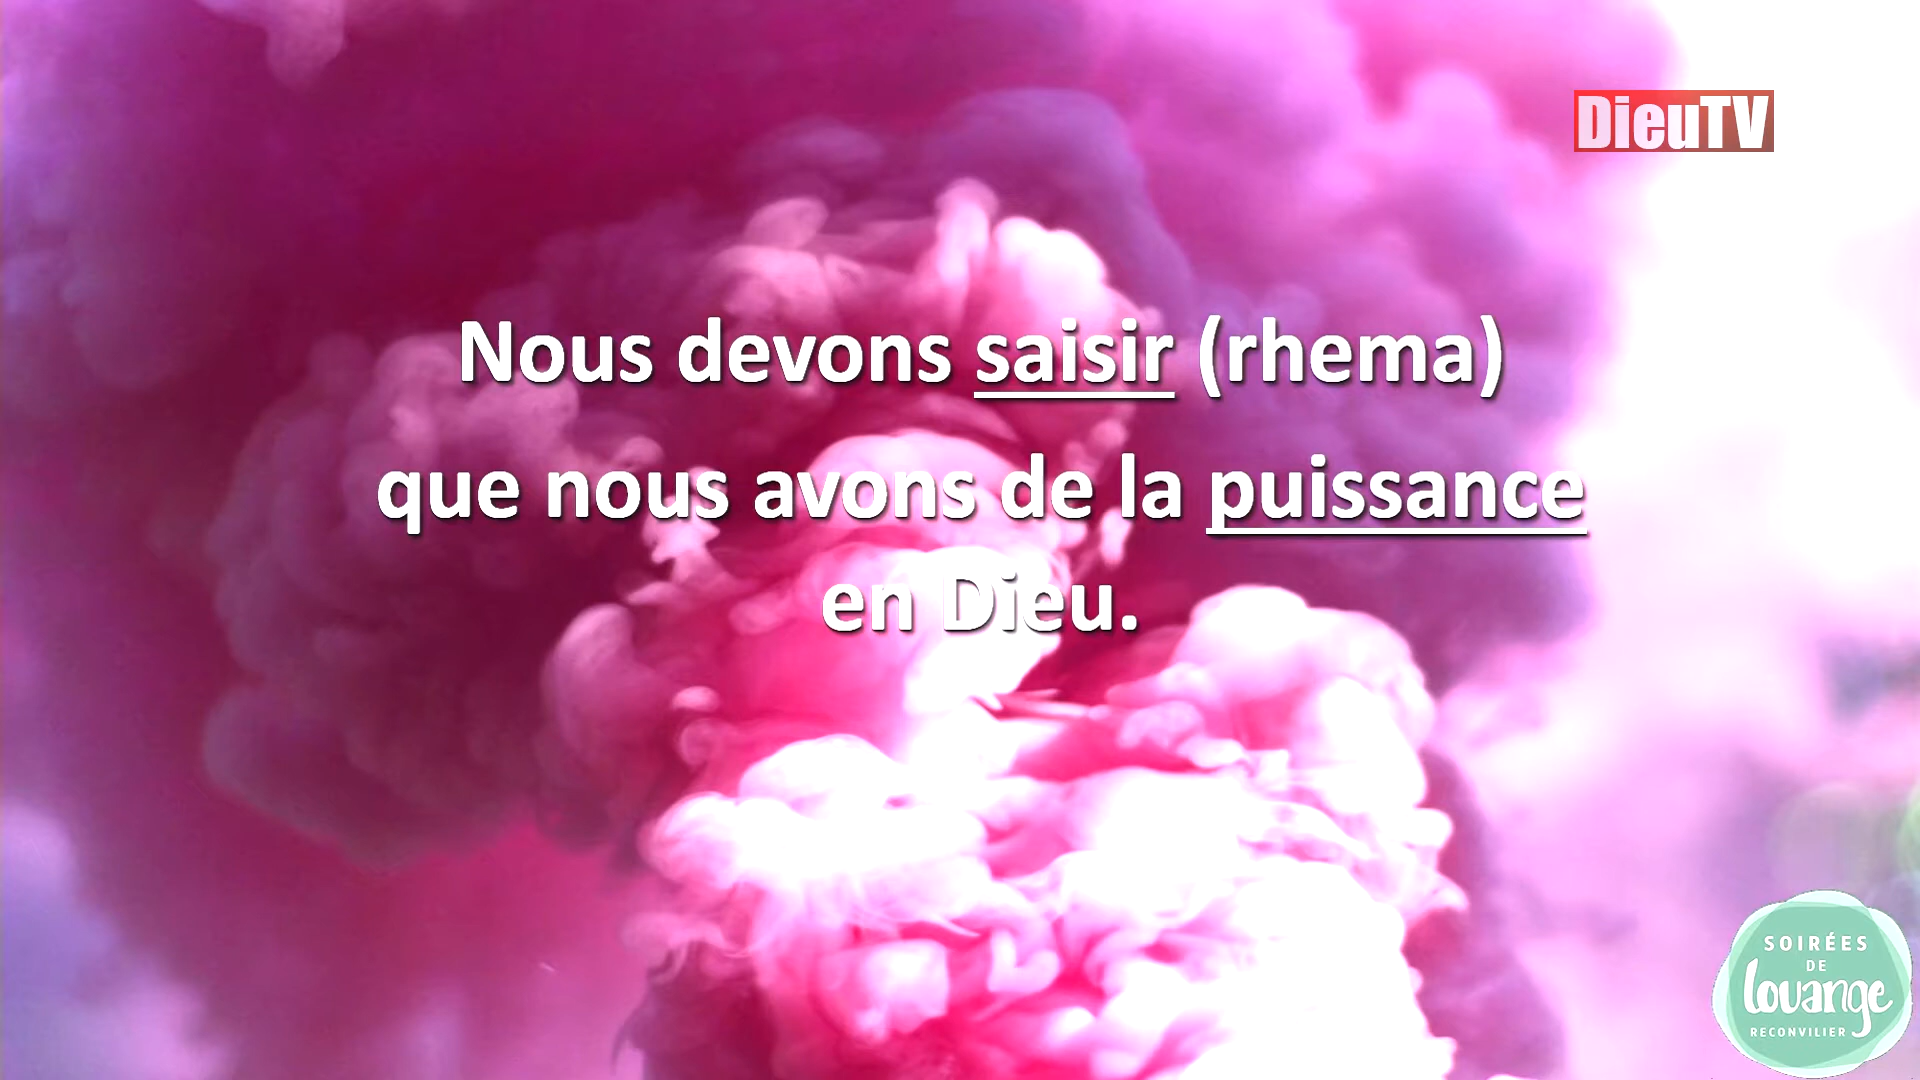 DieuTV
Nous devons saisir (rhema)
que nous avons de la puissance
en Dieu.
SOIRÉES
DE
louange
RECONVILIER